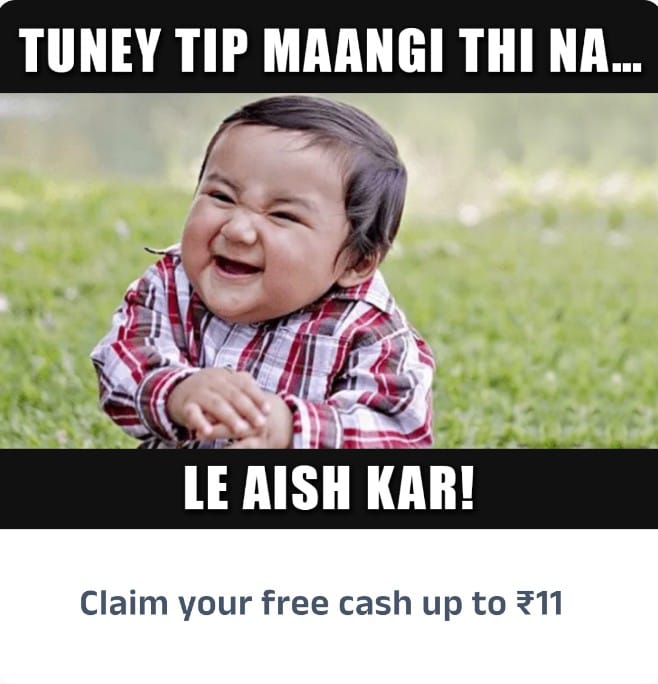 TUNEY TIP MAANGI THI NA...
LE AISH KAR!
Claim your free cash up to ₹11